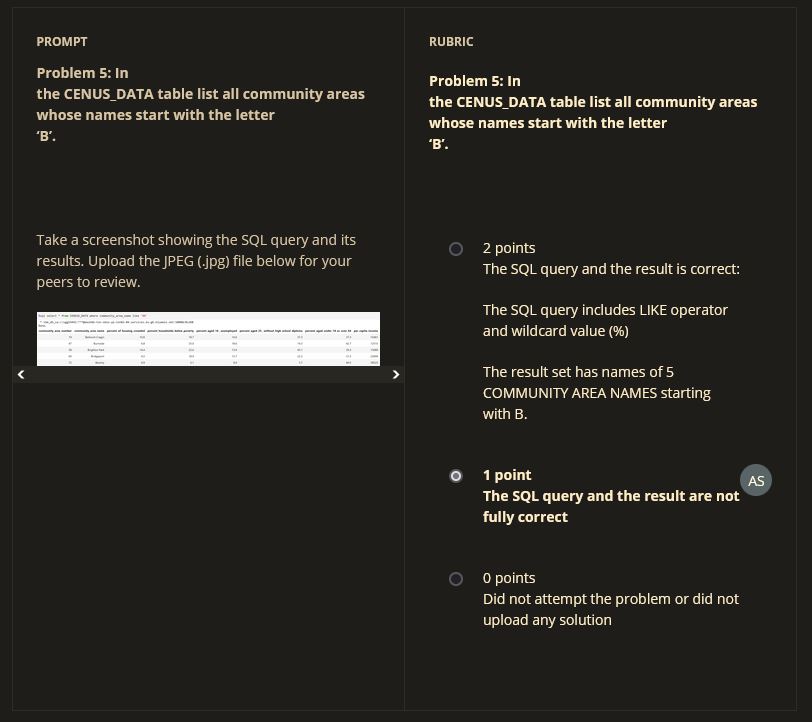 PROMPT
Problem 5: In
the CENUS_DATA table list all community areas
whose names start with the letter
‘B’.
Take a screenshot showing the SQL query and its
results. Upload the JPEG (.jpg) file below for your
peers to review.
RUBRIC
Problem 5: In
the CENUS_DATA table list all community areas
whose names start with the letter
‘B’.
2 points
The SQL query and the result is correct:
The SQL query includes LIKE operator
and wildcard value (%)
The result set has names of 5
COMMUNITY AREA NAMES starting
with B.
1 point
AS
The SQL query and the result are not
fully correct
0 points
Did not attempt the problem or did not
upload any solution